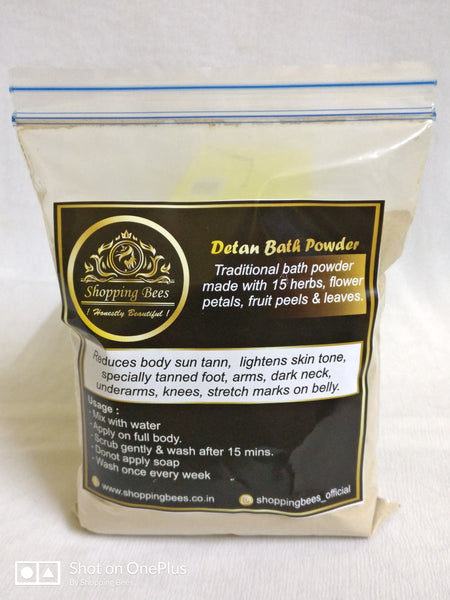 Shopping Bees
! Honestly Beautiful !
Detan Bath Powder
Traditional bath powder
made with 15 herbs, flower
petals, fruit peels & leaves.
Reduces body sun tann, lightens skin tone,
specially tanned foot, arms, dark neck,
underarms, knees, stretch marks on belly.
Usage :
- Mix with water
- Apply on full body.
- Scrub gently & wash after 15 mins.
- Donot apply soap
- Wash once every week
www.shoppingbees.co.in
shoppingbees_official
Shot on OnePlus
By Shopping Bees